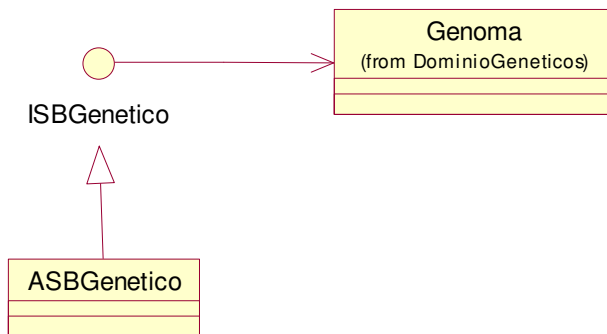 Genoma
(from DominioGeneticos)
ISBGenetico
ASBGenetico